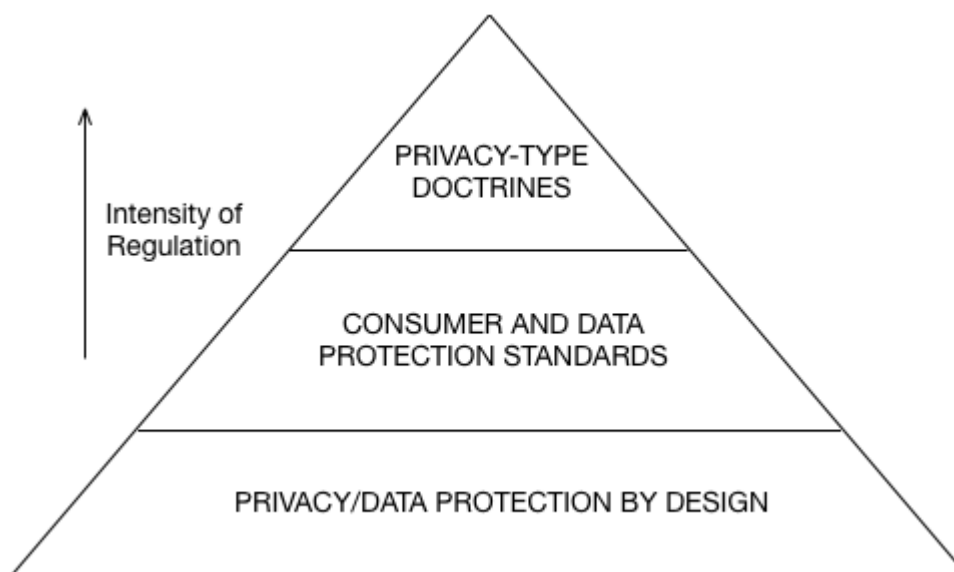 PRIVACY-TYPE
DOCTRINES
Intensity of
Regulation
CONSUMER AND DATA
PROTECTION STANDARDS
PRIVACY/DATA PROTECTION BY DESIGN